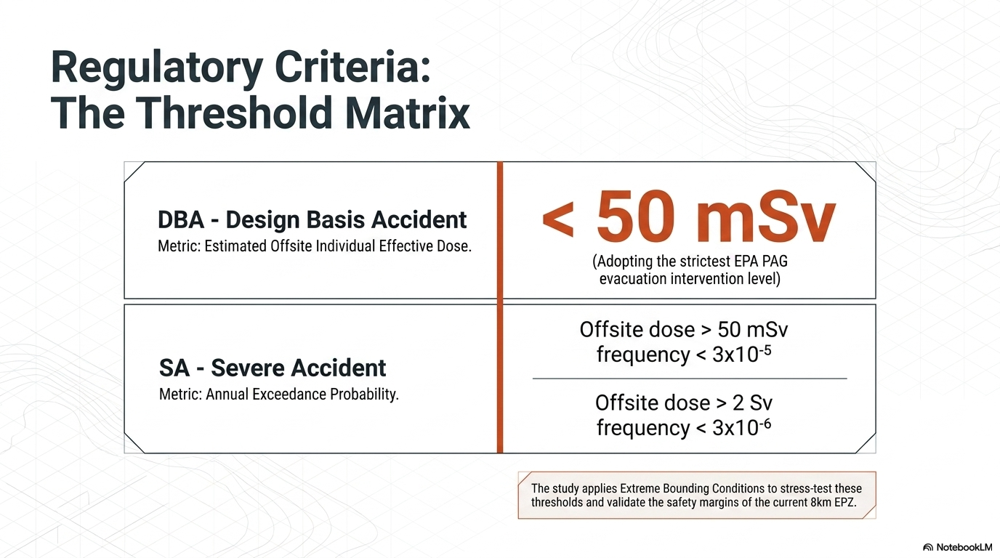 Regulatory Criteria:
The Threshold Matrix
DBA - Design Basis Accident
Metric: Estimated Offsite Individual Effective Dose.
< 50 mSv
(Adopting the strictest EPA PAG
evacuation intervention level)
SA - Severe Accident
Metric: Annual Exceedance Probability.
Offsite dose > 50 mSv
frequency < 3x10⁻⁵
Offsite dose > 2 Sv
frequency < 3x10⁻⁶
The study applies Extreme Bounding Conditions to stress-test these
thresholds and validate the safety margins of the current 8km EPZ.
NotebookLM